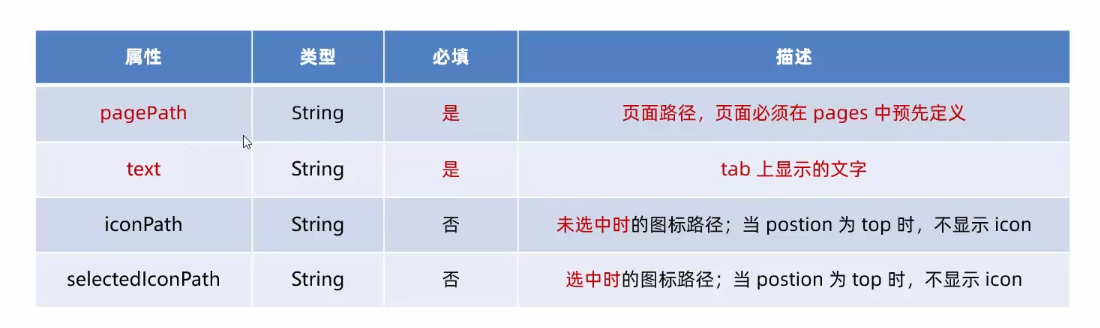 属性 类型 必填 描述
pagePath String 是 页面路径，页面必须在 pages 中预先定义
text String 是 tab 上显示的文字
iconPath String 否 未选中时的图标路径；当 postion 为 top 时，不显示 icon
selectedIconPath String 否 选中时的图标路径；当 postion 为 top 时，不显示 icon